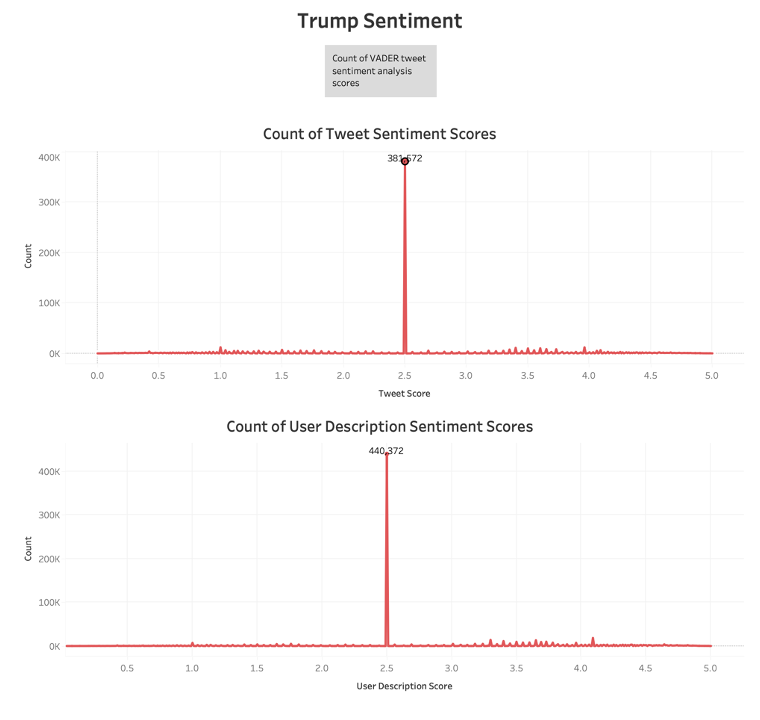 Trump Sentiment
Count of VADER tweet
sentiment analysis
scores
Count of Tweet Sentiment Scores
400K
381,572
300K
200K
100K
0K
Count
0.0 0.5 1.0 1.5 2.0 2.5 3.0 3.5 4.0 4.5 5.0
Tweet Score
Count of User Description Sentiment Scores
440,372
400K
300K
200K
100K
0K
Count
0.5 1.0 1.5 2.0 2.5 3.0 3.5 4.0 4.5 5.0
User Description Score